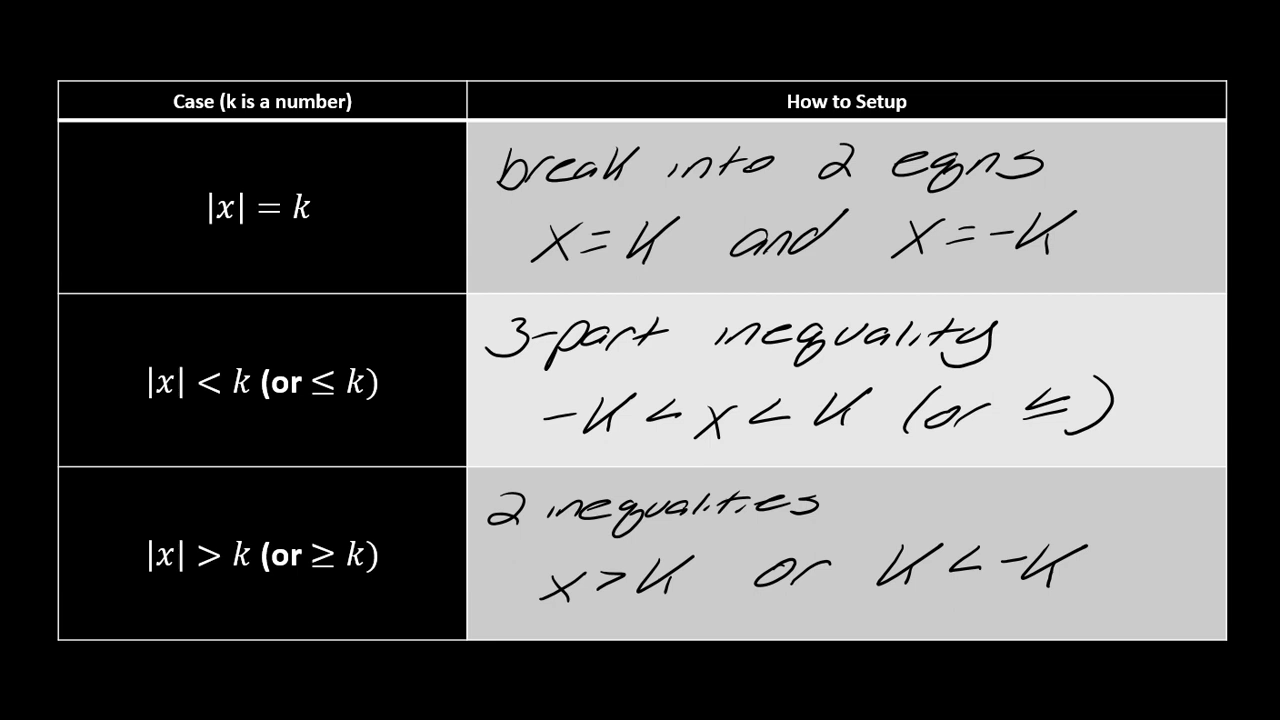 Case (k is a number)
How to Setup
|x| = k
break into 2 eqns
x = K and x = -K
|x| < k (or ≤ k)
3-part inequality
-K < x < K (or ≤)
|x| > k (or ≥ k)
2 inequalities
x > K or K < -K